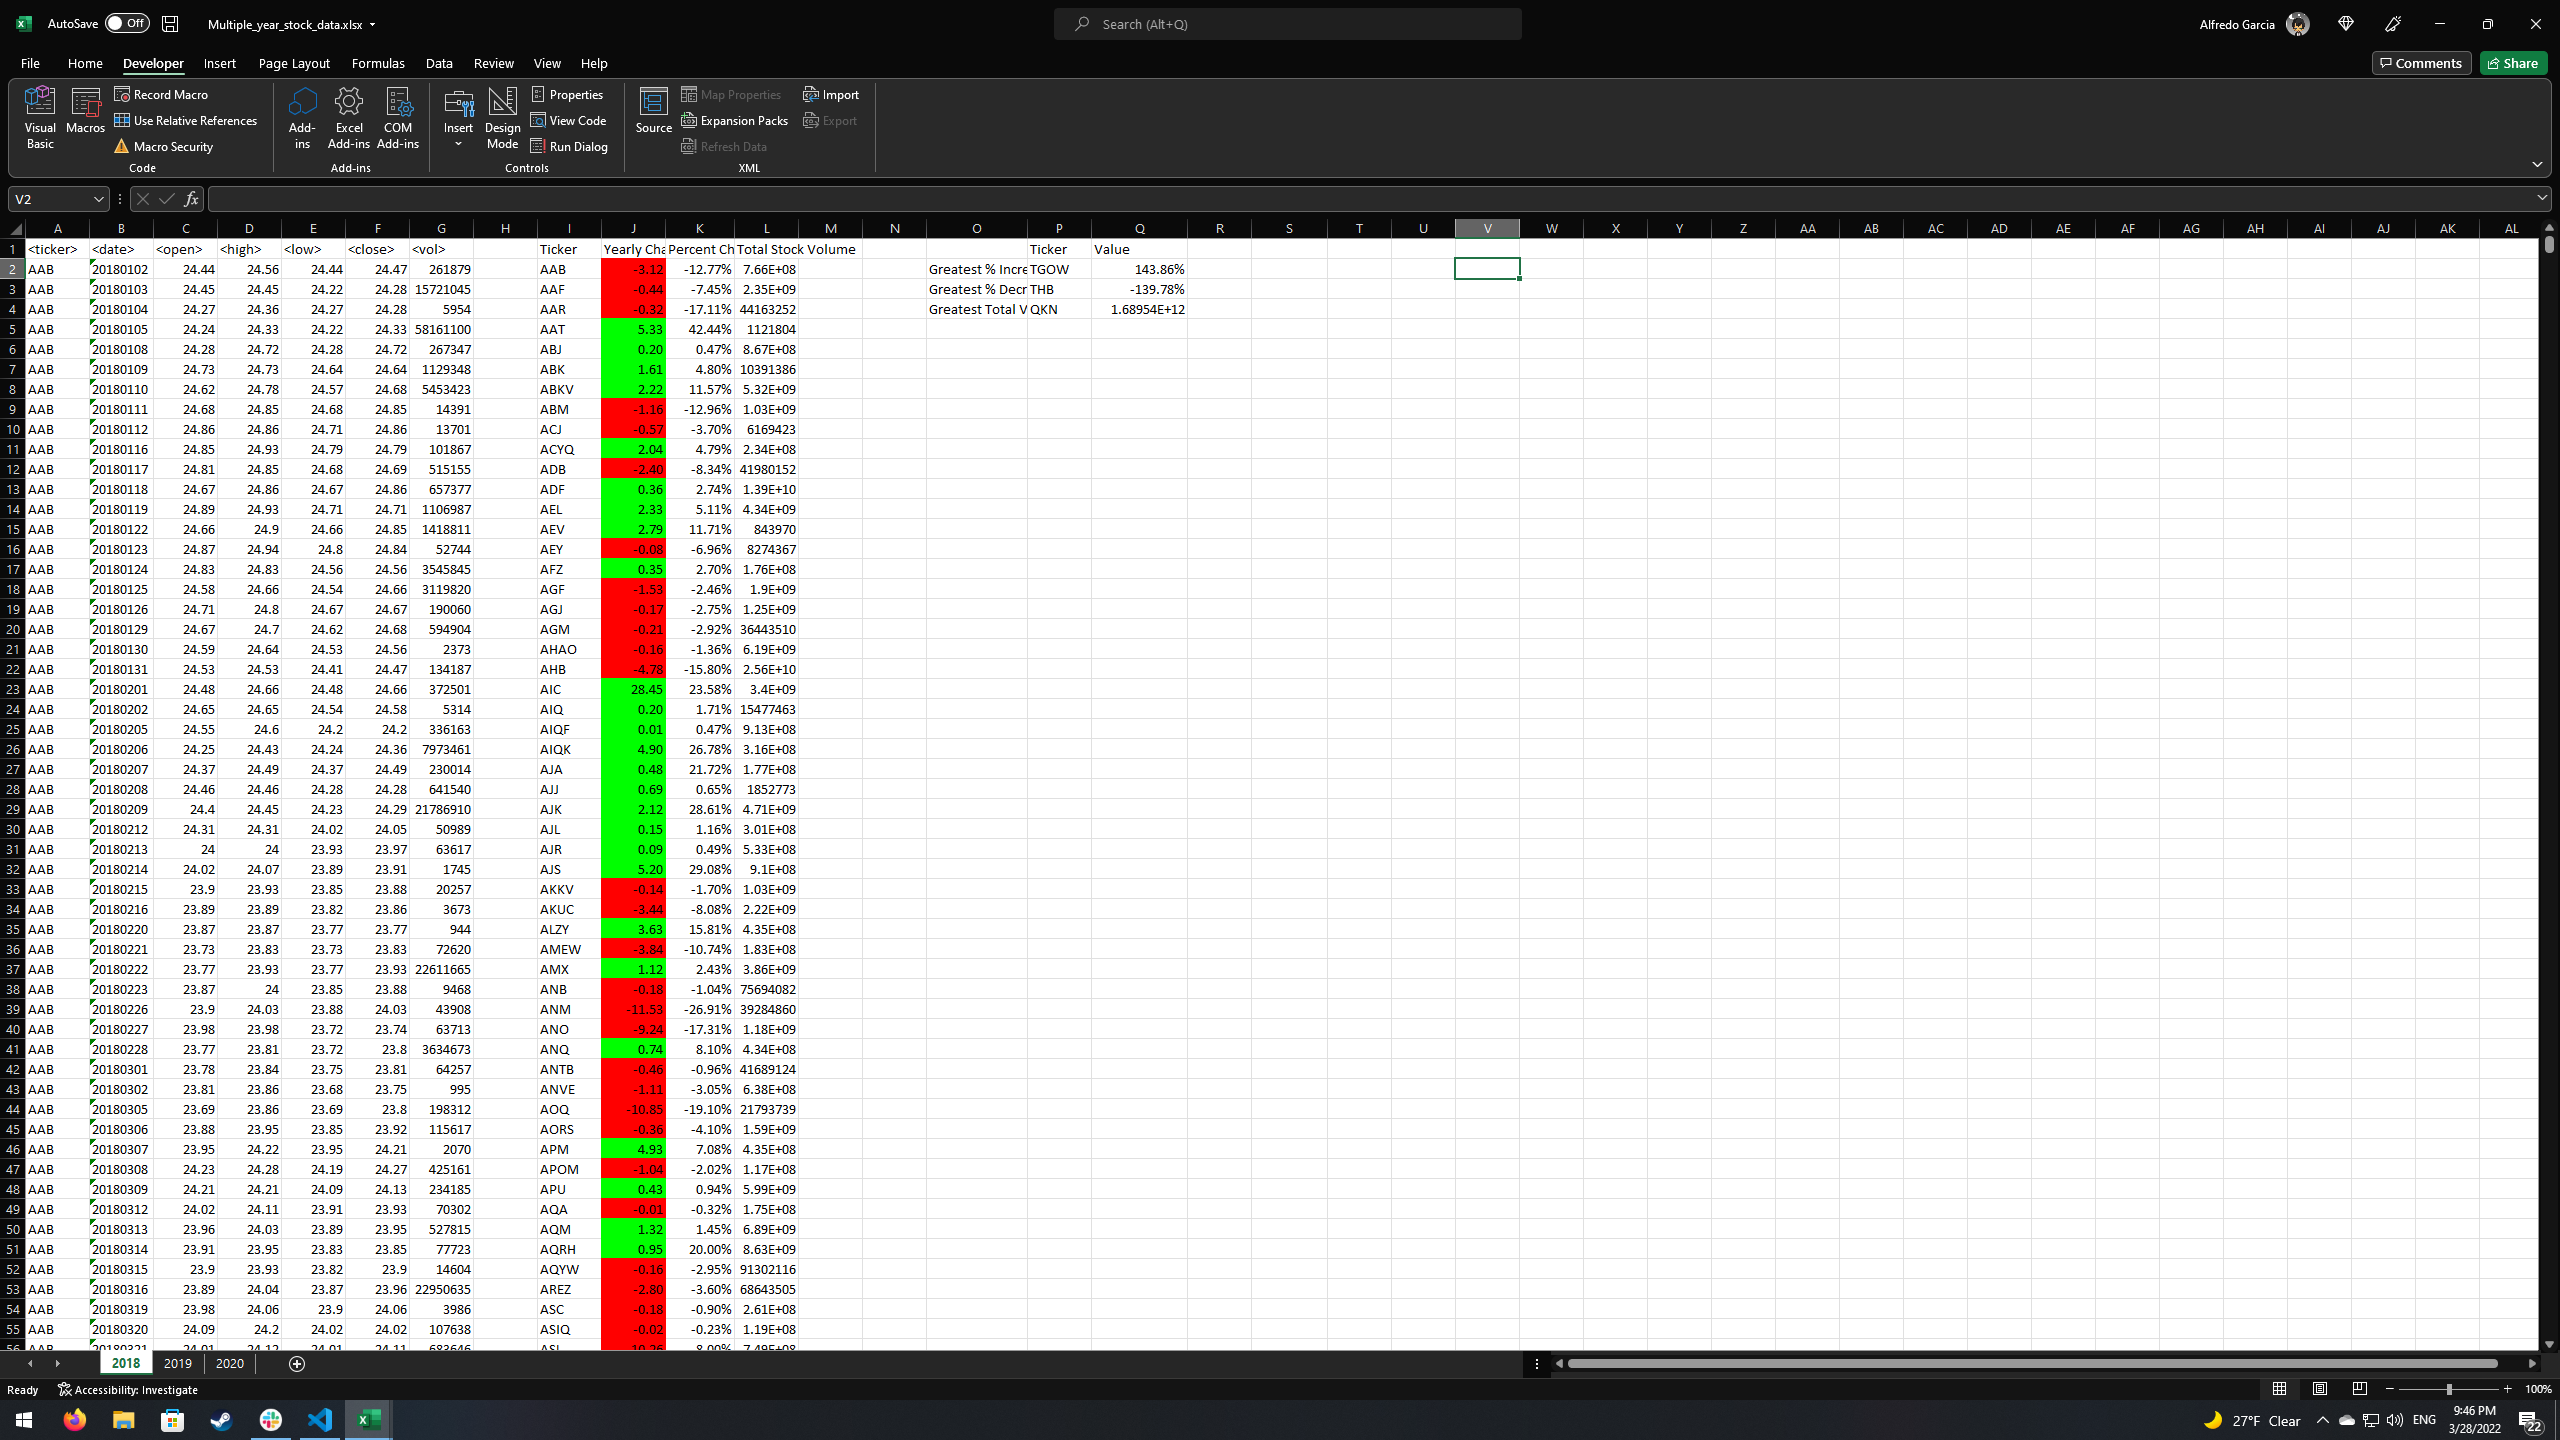 AutoSave Off Multiple_year_stock_data.xlsx Search (Alt+Q) Alfredo Garcia
File Home Developer Insert Page Layout Formulas Data Review View Help Comments Share
Visual Basic Macros Record Macro Use Relative References Macro Security Code
Add-ins Excel Add-ins COM Add-ins Add-ins
Insert Design Mode Properties View Code Run Dialog Controls
Source Map Properties Expansion Packs Refresh Data Import Export XML
V2 fx
A B C D E F G H I J K L M N O P Q R S T U V W X Y Z AA AB AC AD AE AF AG AH AI AJ AK AL
1 <ticker> <date> <open> <high> <low> <close> <vol> Ticker Yearly Cha Percent Ch Total Stock Volume Ticker Value
2 AAB 20180102 24.44 24.56 24.44 24.47 261879 AAB -3.12 -12.77% 7.66E+08 Greatest % Incre TGOW 143.86%
3 AAB 20180103 24.45 24.45 24.22 24.28 15721045 AAF -0.44 -7.45% 2.35E+09 Greatest % Decr THB -139.78%
4 AAB 20180104 24.27 24.36 24.27 24.28 5954 AAR -0.32 -17.11% 44163252 Greatest Total V QKN 1.68954E+12
5 AAB 20180105 24.24 24.33 24.22 24.33 58161100 AAT 5.33 42.44% 1121804
6 AAB 20180108 24.28 24.72 24.28 24.72 267347 ABJ 0.20 0.47% 8.67E+08
7 AAB 20180109 24.73 24.73 24.64 24.64 1129348 ABK 1.61 4.80% 10391386
8 AAB 20180110 24.62 24.78 24.57 24.68 5453423 ABKV 2.22 11.57% 5.32E+09
9 AAB 20180111 24.68 24.85 24.68 24.85 14391 ABM -1.16 -12.96% 1.03E+09
10 AAB 20180112 24.86 24.86 24.71 24.86 13701 ACJ -0.57 -3.70% 6169423
11 AAB 20180116 24.85 24.93 24.79 24.79 101867 ACYQ 2.04 4.79% 2.34E+08
12 AAB 20180117 24.81 24.85 24.68 24.69 515155 ADB -2.40 -8.34% 41980152
13 AAB 20180118 24.67 24.86 24.67 24.86 657377 ADF 0.36 2.74% 1.39E+10
14 AAB 20180119 24.89 24.93 24.71 24.71 1106987 AEL 2.33 5.11% 4.34E+09
15 AAB 20180122 24.66 24.9 24.66 24.85 1418811 AEV 2.79 11.71% 843970
16 AAB 20180123 24.87 24.94 24.8 24.84 52744 AEY -0.08 -6.96% 8274367
17 AAB 20180124 24.83 24.83 24.56 24.56 3545845 AFZ 0.35 2.70% 1.76E+08
18 AAB 20180125 24.58 24.66 24.54 24.66 3119820 AGF -1.53 -2.46% 1.9E+09
19 AAB 20180126 24.71 24.8 24.67 24.67 190060 AGJ -0.17 -2.75% 1.25E+09
20 AAB 20180129 24.67 24.7 24.62 24.68 594904 AGM -0.21 -2.92% 36443510
21 AAB 20180130 24.59 24.64 24.53 24.56 2373 AHAO -0.16 -1.36% 6.19E+09
22 AAB 20180131 24.53 24.53 24.41 24.47 134187 AHB -4.78 -15.80% 2.56E+10
23 AAB 20180201 24.48 24.66 24.48 24.66 372501 AIC 28.45 23.58% 3.4E+09
24 AAB 20180202 24.65 24.65 24.54 24.58 5314 AIQ 0.20 1.71% 15477463
25 AAB 20180205 24.55 24.6 24.2 24.2 336163 AIQF 0.01 0.47% 9.13E+08
26 AAB 20180206 24.25 24.43 24.24 24.36 7973461 AIQK 4.90 26.78% 3.16E+08
27 AAB 20180207 24.37 24.49 24.37 24.49 230014 AJA 0.48 21.72% 1.77E+08
28 AAB 20180208 24.46 24.46 24.28 24.28 641540 AJJ 0.69 0.65% 1852773
29 AAB 20180209 24.4 24.45 24.23 24.29 21786910 AJK 2.12 28.61% 4.71E+09
30 AAB 20180212 24.31 24.31 24.02 24.05 50989 AJL 0.15 1.16% 3.01E+08
31 AAB 20180213 24 24 23.93 23.97 63617 AJR 0.09 0.49% 5.33E+08
32 AAB 20180214 24.02 24.07 23.89 23.91 1745 AJS 5.20 29.08% 9.1E+08
33 AAB 20180215 23.9 23.93 23.85 23.88 20257 AKKV -0.14 -1.70% 1.03E+09
34 AAB 20180216 23.89 23.89 23.82 23.86 3673 AKUC -3.44 -8.08% 2.22E+09
35 AAB 20180220 23.87 23.87 23.77 23.77 944 ALZY 3.63 15.81% 4.35E+08
36 AAB 20180221 23.73 23.83 23.73 23.83 72620 AMEW -3.84 -10.74% 1.83E+08
37 AAB 20180222 23.77 23.93 23.77 23.93 22611665 AMX 1.12 2.43% 3.86E+09
38 AAB 20180223 23.87 24 23.85 23.88 9468 ANB -0.18 -1.04% 75694082
39 AAB 20180226 23.9 24.03 23.88 24.03 43908 ANM -11.53 -26.91% 39284860
40 AAB 20180227 23.98 23.98 23.72 23.74 63713 ANO -9.24 -17.31% 1.18E+09
41 AAB 20180228 23.77 23.81 23.72 23.8 3634673 ANQ 0.74 8.10% 4.34E+08
42 AAB 20180301 23.78 23.84 23.75 23.81 64257 ANTB -0.46 -0.96% 41689124
43 AAB 20180302 23.81 23.86 23.68 23.75 995 ANVE -1.11 -3.05% 6.38E+08
44 AAB 20180305 23.69 23.86 23.69 23.8 198312 AOQ -10.85 -19.10% 21793739
45 AAB 20180306 23.88 23.95 23.85 23.92 115617 AORS -0.36 -4.10% 1.59E+09
46 AAB 20180307 23.95 24.22 23.95 24.21 2070 APM 4.93 7.08% 4.35E+08
47 AAB 20180308 24.23 24.28 24.19 24.27 425161 APOM -1.04 -2.02% 1.17E+08
48 AAB 20180309 24.21 24.21 24.09 24.13 234185 APU 0.43 0.94% 5.99E+09
49 AAB 20180312 24.02 24.11 23.91 23.93 70302 AQA -0.01 -0.32% 1.75E+08
50 AAB 20180313 23.96 24.03 23.89 23.95 527815 AQM 1.32 1.45% 6.89E+09
51 AAB 20180314 23.91 23.95 23.83 23.85 77723 AQRH 0.95 20.00% 8.63E+09
52 AAB 20180315 23.9 23.93 23.82 23.9 14604 AQYW -0.16 -2.95% 91302116
53 AAB 20180316 23.89 24.04 23.87 23.96 22950635 AREZ -2.80 -3.60% 68643505
54 AAB 20180319 23.98 24.06 23.9 24.06 3986 ASC -0.18 -0.90% 2.61E+08
55 AAB 20180320 24.09 24.2 24.02 24.02 107638 ASIQ -0.02 -0.23% 1.19E+08
2018 2019 2020
Ready Accessibility: Investigate 100%
27°F Clear ENG 9:46 PM
3/28/2022 22